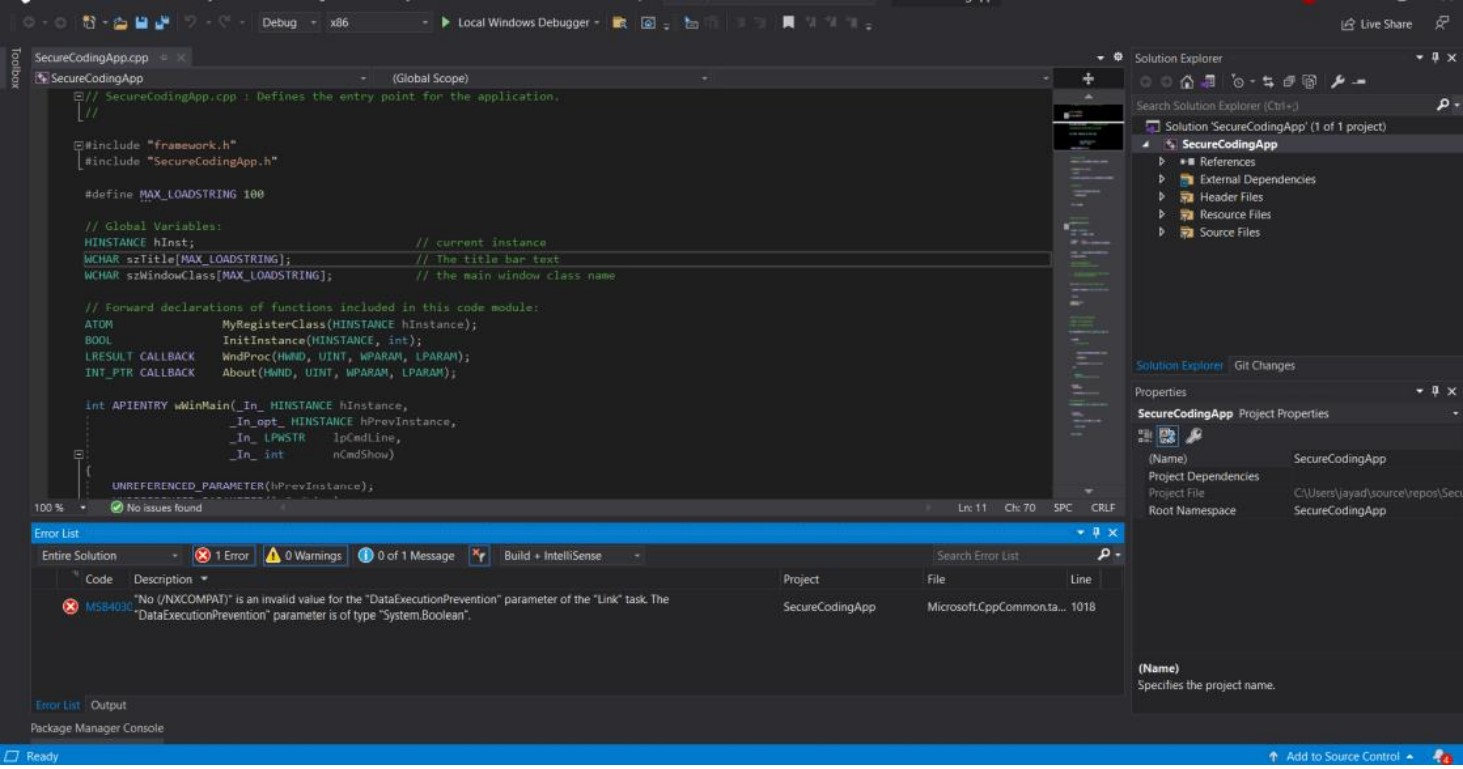 Debug
x86
Local Windows Debugger
Live Share
Toolbox
SecureCodingApp.cpp
SecureCodingApp
(Global Scope)
// SecureCodingApp.cpp : Defines the entry point for the application.
//
#include "framework.h"
#include "SecureCodingApp.h"
#define MAX_LOADSTRING 100
// Global Variables:
HINSTANCE hInst; // current instance
WCHAR szTitle[MAX_LOADSTRING]; // The title bar text
WCHAR szWindowClass[MAX_LOADSTRING]; // the main window class name
// Forward declarations of functions included in this code module:
ATOM MyRegisterClass(HINSTANCE hInstance);
BOOL InitInstance(HINSTANCE, int);
LRESULT CALLBACK WndProc(HWND, UINT, WPARAM, LPARAM);
INT_PTR CALLBACK About(HWND, UINT, WPARAM, LPARAM);
int APIENTRY wWinMain(_In_ HINSTANCE hInstance,
_In_opt_ HINSTANCE hPrevInstance,
_In_ LPWSTR lpCmdLine,
_In_ int nCmdShow)
{
UNREFERENCED_PARAMETER(hPrevInstance);
100 %
No issues found
Ln: 11 Ch: 70 SPC CRLF
Error List
Entire Solution
1 Error
0 Warnings
0 of 1 Message
Build + IntelliSense
Search Error List
Code Description Project File Line
MSB4030 "No (/NXCOMPAT)" is an invalid value for the "DataExecutionPrevention" parameter of the "Link" task. The
"DataExecutionPrevention" parameter is of type "System.Boolean".
SecureCodingApp Microsoft.CppCommon.ta... 1018
Error List Output
Package Manager Console
Ready
Solution Explorer
Search Solution Explorer (Ctrl+;)
Solution 'SecureCodingApp' (1 of 1 project)
SecureCodingApp
References
External Dependencies
Header Files
Resource Files
Source Files
Solution Explorer Git Changes
Properties
SecureCodingApp Project Properties
(Name) SecureCodingApp
Project Dependencies
Project File C:\Users\jayad\source\repos\Sec
Root Namespace SecureCodingApp
(Name)
Specifies the project name.
Add to Source Control
4